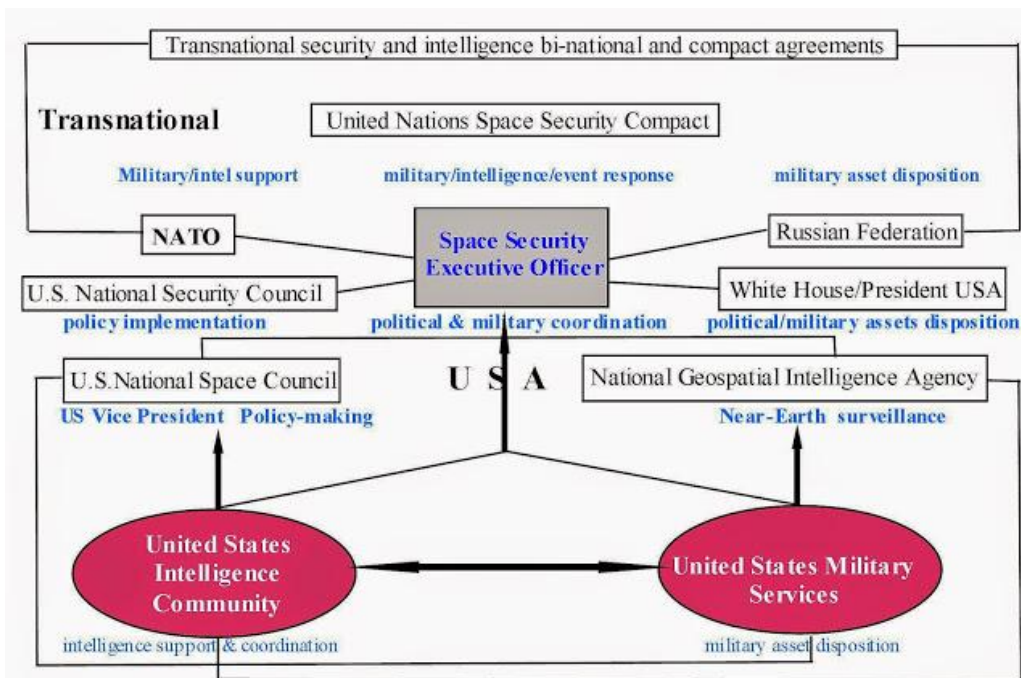 Transnational security and intelligence bi-national and compact agreements
Transnational
United Nations Space Security Compact
Military/intel support
military/intelligence/event response
military asset disposition
NATO
Space Security
Executive Officer
Russian Federation
U.S. National Security Council
White House/President USA
policy implementation
political & military coordination
political/military assets disposition
U.S.National Space Council
U S A
National Geospatial Intelligence Agency
US Vice President Policy-making
Near-Earth surveillance
United States
Intelligence
Community
United States Military
Services
intelligence support & coordination
military asset disposition